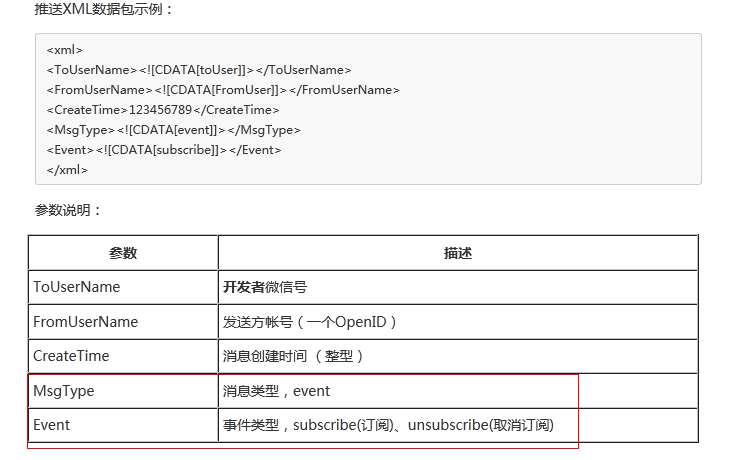 推送XML数据包示例：
<xml>
<ToUserName><![CDATA[toUser]]></ToUserName>
<FromUserName><![CDATA[FromUser]]></FromUserName>
<CreateTime>123456789</CreateTime>
<MsgType><![CDATA[event]]></MsgType>
<Event><![CDATA[subscribe]]></Event>
</xml>
参数说明：
参数 描述
ToUserName 开发者微信号
FromUserName 发送方帐号（一个OpenID）
CreateTime 消息创建时间 （整型）
MsgType 消息类型，event
Event 事件类型，subscribe(订阅)、unsubscribe(取消订阅)